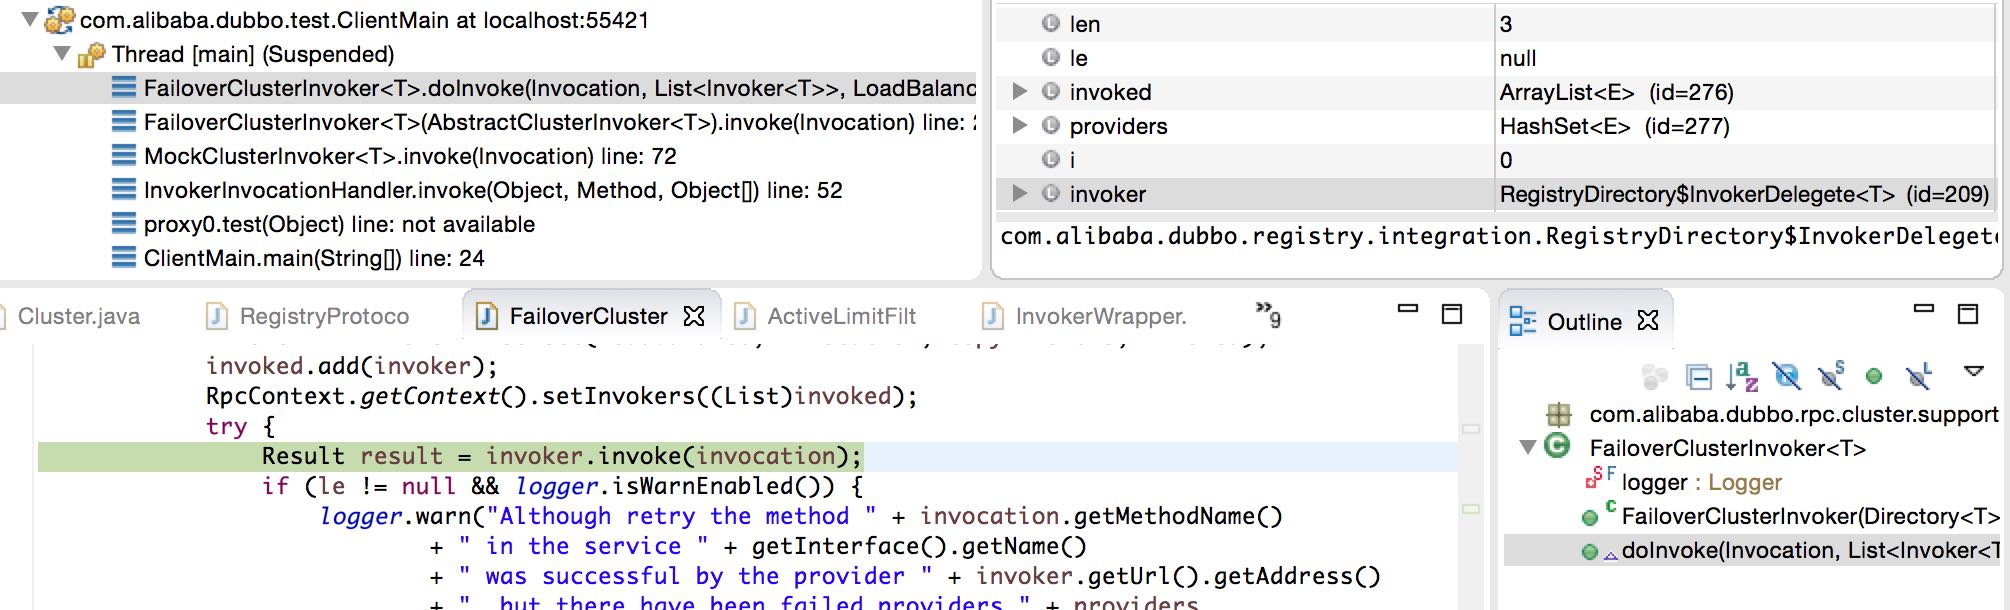 com.alibaba.dubbo.test.ClientMain at localhost:55421
Thread [main] (Suspended)
FailoverClusterInvoker<T>.doInvoke(Invocation, List<Invoker<T>>, LoadBalanc
FailoverClusterInvoker<T>(AbstractClusterInvoker<T>).invoke(Invocation) line:
MockClusterInvoker<T>.invoke(Invocation) line: 72
InvokerInvocationHandler.invoke(Object, Method, Object[]) line: 52
proxy0.test(Object) line: not available
ClientMain.main(String[]) line: 24
len 3
le null
invoked ArrayList<E> (id=276)
providers HashSet<E> (id=277)
i 0
invoker RegistryDirectory$InvokerDelegete<T> (id=209)
com.alibaba.dubbo.registry.integration.RegistryDirectory$InvokerDelegete
Cluster.java RegistryProtoco FailoverCluster ActiveLimitFilt InvokerWrapper. »9
invoked.add(invoker);
RpcContext.getContext().setInvokers((List)invoked);
try {
Result result = invoker.invoke(invocation);
if (le != null && logger.isWarnEnabled()) {
logger.warn("Although retry the method " + invocation.getMethodName()
+ " in the service " + getInterface().getName()
+ " was successful by the provider " + invoker.getUrl().getAddress()
+ ", but there have been failed providers " + providers
Outline
com.alibaba.dubbo.rpc.cluster.support
FailoverClusterInvoker<T>
logger : Logger
FailoverClusterInvoker(Directory<T>
doInvoke(Invocation, List<Invoker<T